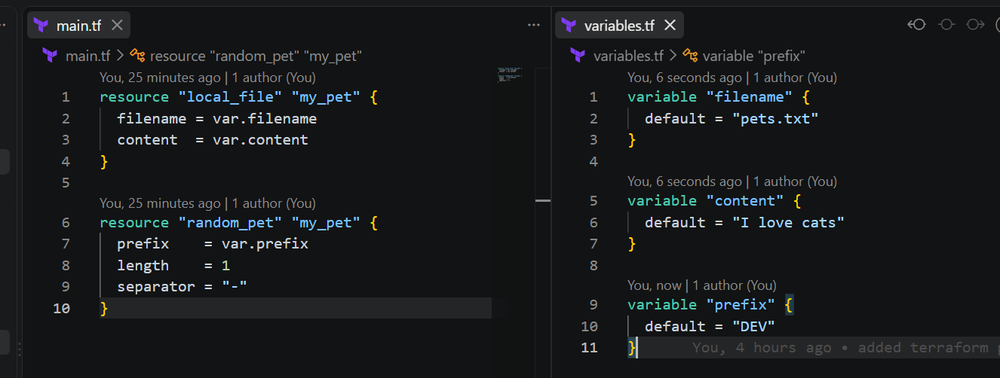 main.tf
main.tf > resource "random_pet" "my_pet"
You, 25 minutes ago | 1 author (You)
1 resource "local_file" "my_pet" {
2   filename = var.filename
3   content  = var.content
4 }
5
You, 25 minutes ago | 1 author (You)
6 resource "random_pet" "my_pet" {
7   prefix    = var.prefix
8   length    = 1
9   separator = "-"
10 }
variables.tf
variables.tf > variable "prefix"
You, 6 seconds ago | 1 author (You)
1 variable "filename" {
2   default = "pets.txt"
3 }
4
You, 6 seconds ago | 1 author (You)
5 variable "content" {
6   default = "I love cats"
7 }
8
You, now | 1 author (You)
9 variable "prefix" {
10   default = "DEV"
11 }      You, 4 hours ago • added terraform